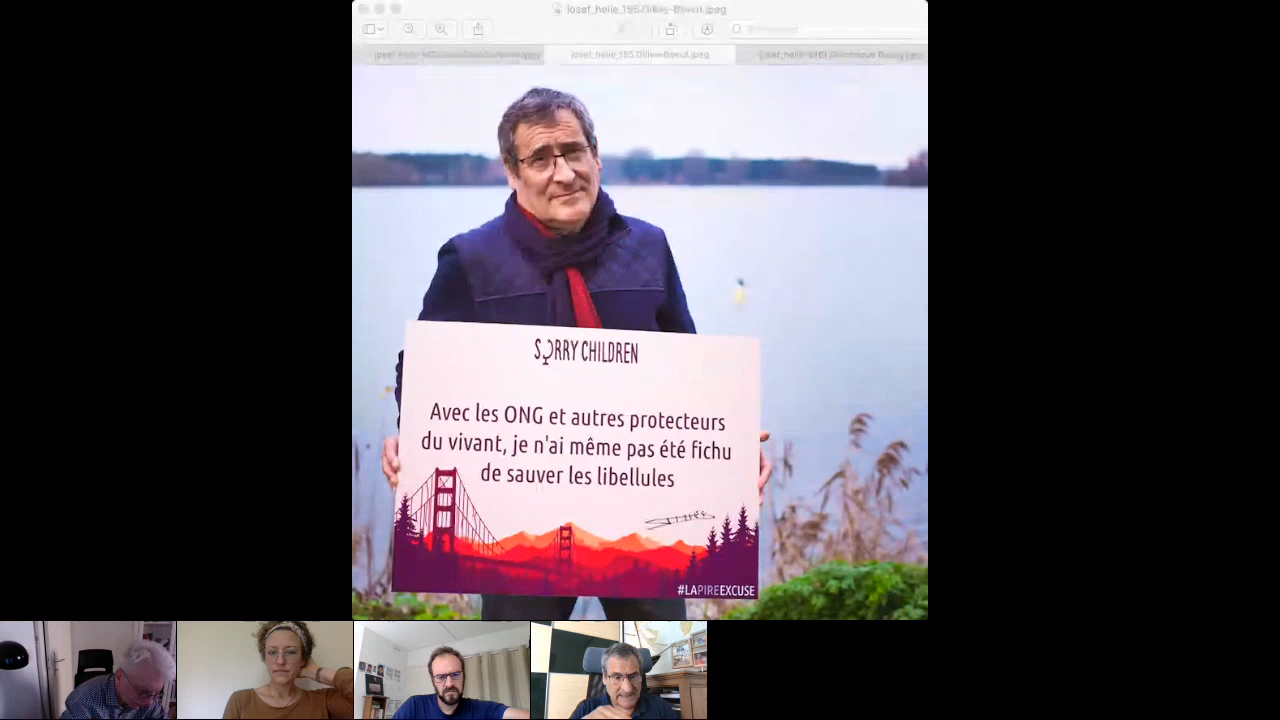 SORRY CHILDREN
Avec les ONG et autres protecteurs
du vivant, je n'ai même pas été fichu
de sauver les libellules
#LAPIREEXCUSE